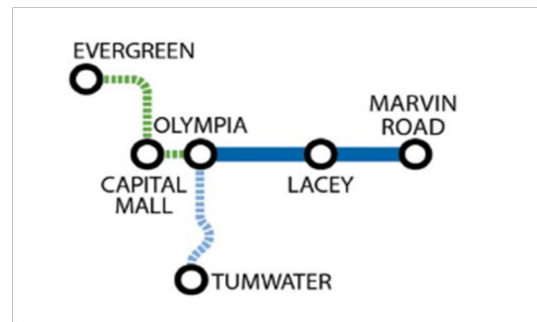 EVERGREEN
OLYMPIA
MARVIN
ROAD
CAPITAL
MALL
LACEY
TUMWATER